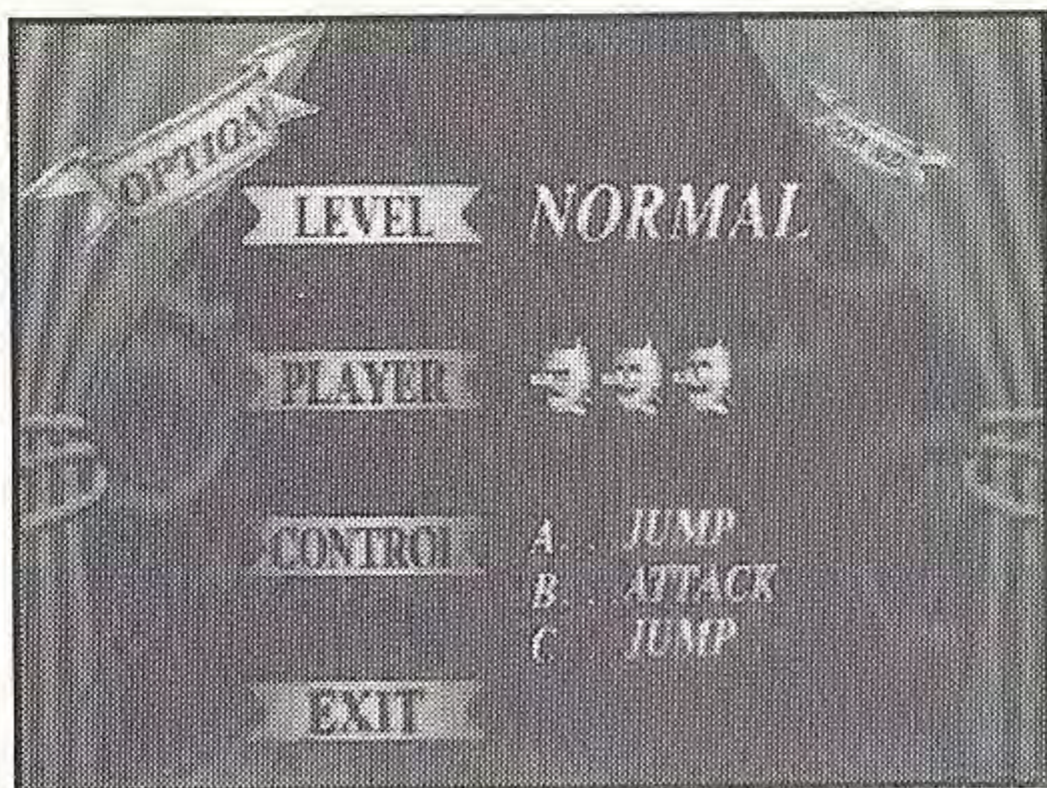 OPTION
LEVEL NORMAL
PLAYER
CONTROL A... JUMP
B... ATTACK
C JUMP
EXIT